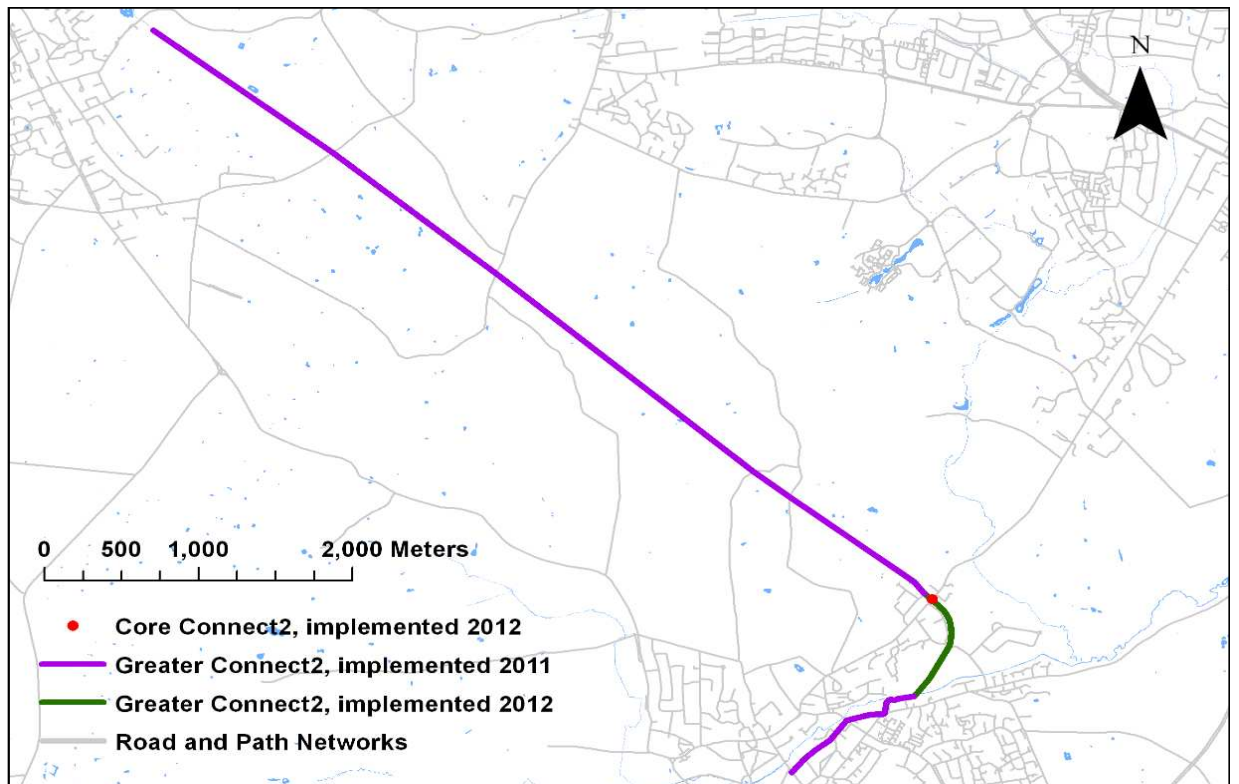 N
0 500 1,000 2,000 Meters
Core Connect2, implemented 2012
Greater Connect2, implemented 2011
Greater Connect2, implemented 2012
Road and Path Networks